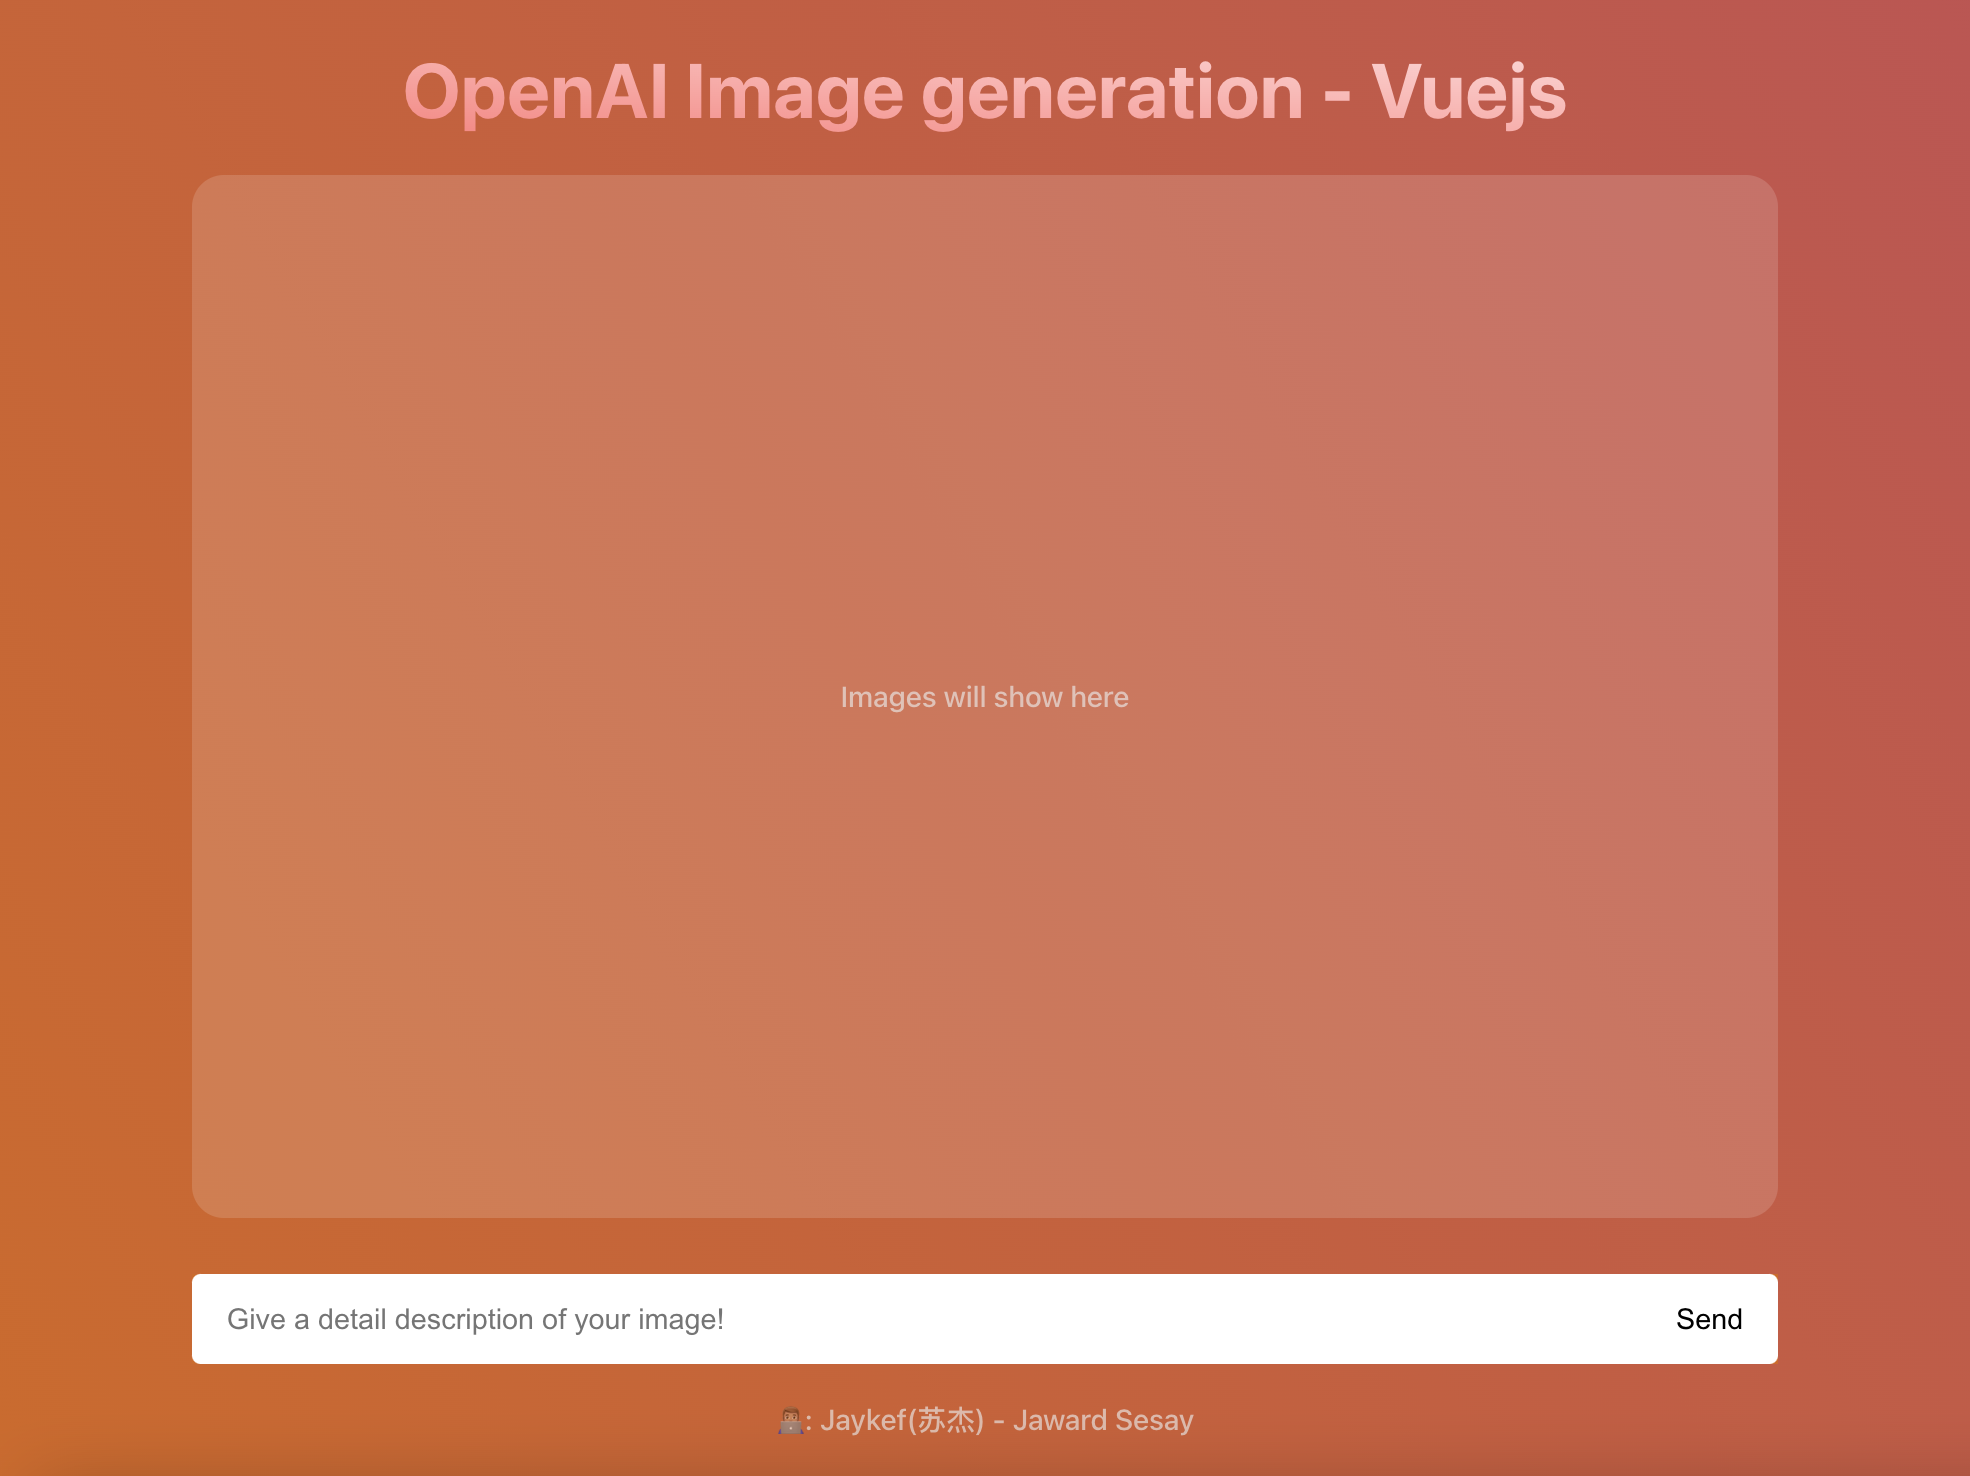 OpenAI Image generation - Vuejs
Images will show here
Give a detail description of your image!
Send
👨🏽‍💻: Jaykef(苏杰) - Jaward Sesay